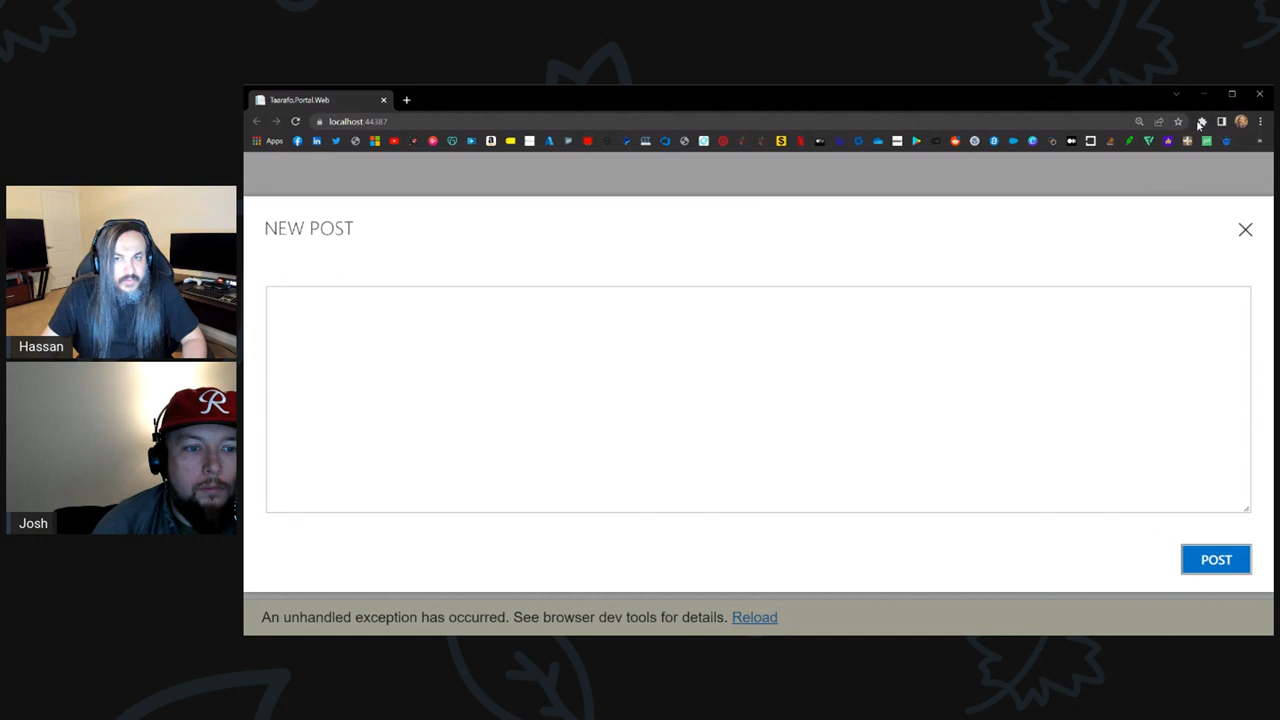 Taarafo.Portal.Web
localhost:44387
Apps
NEW POST
POST
An unhandled exception has occurred. See browser dev tools for details. Reload
Hassan
R
Josh